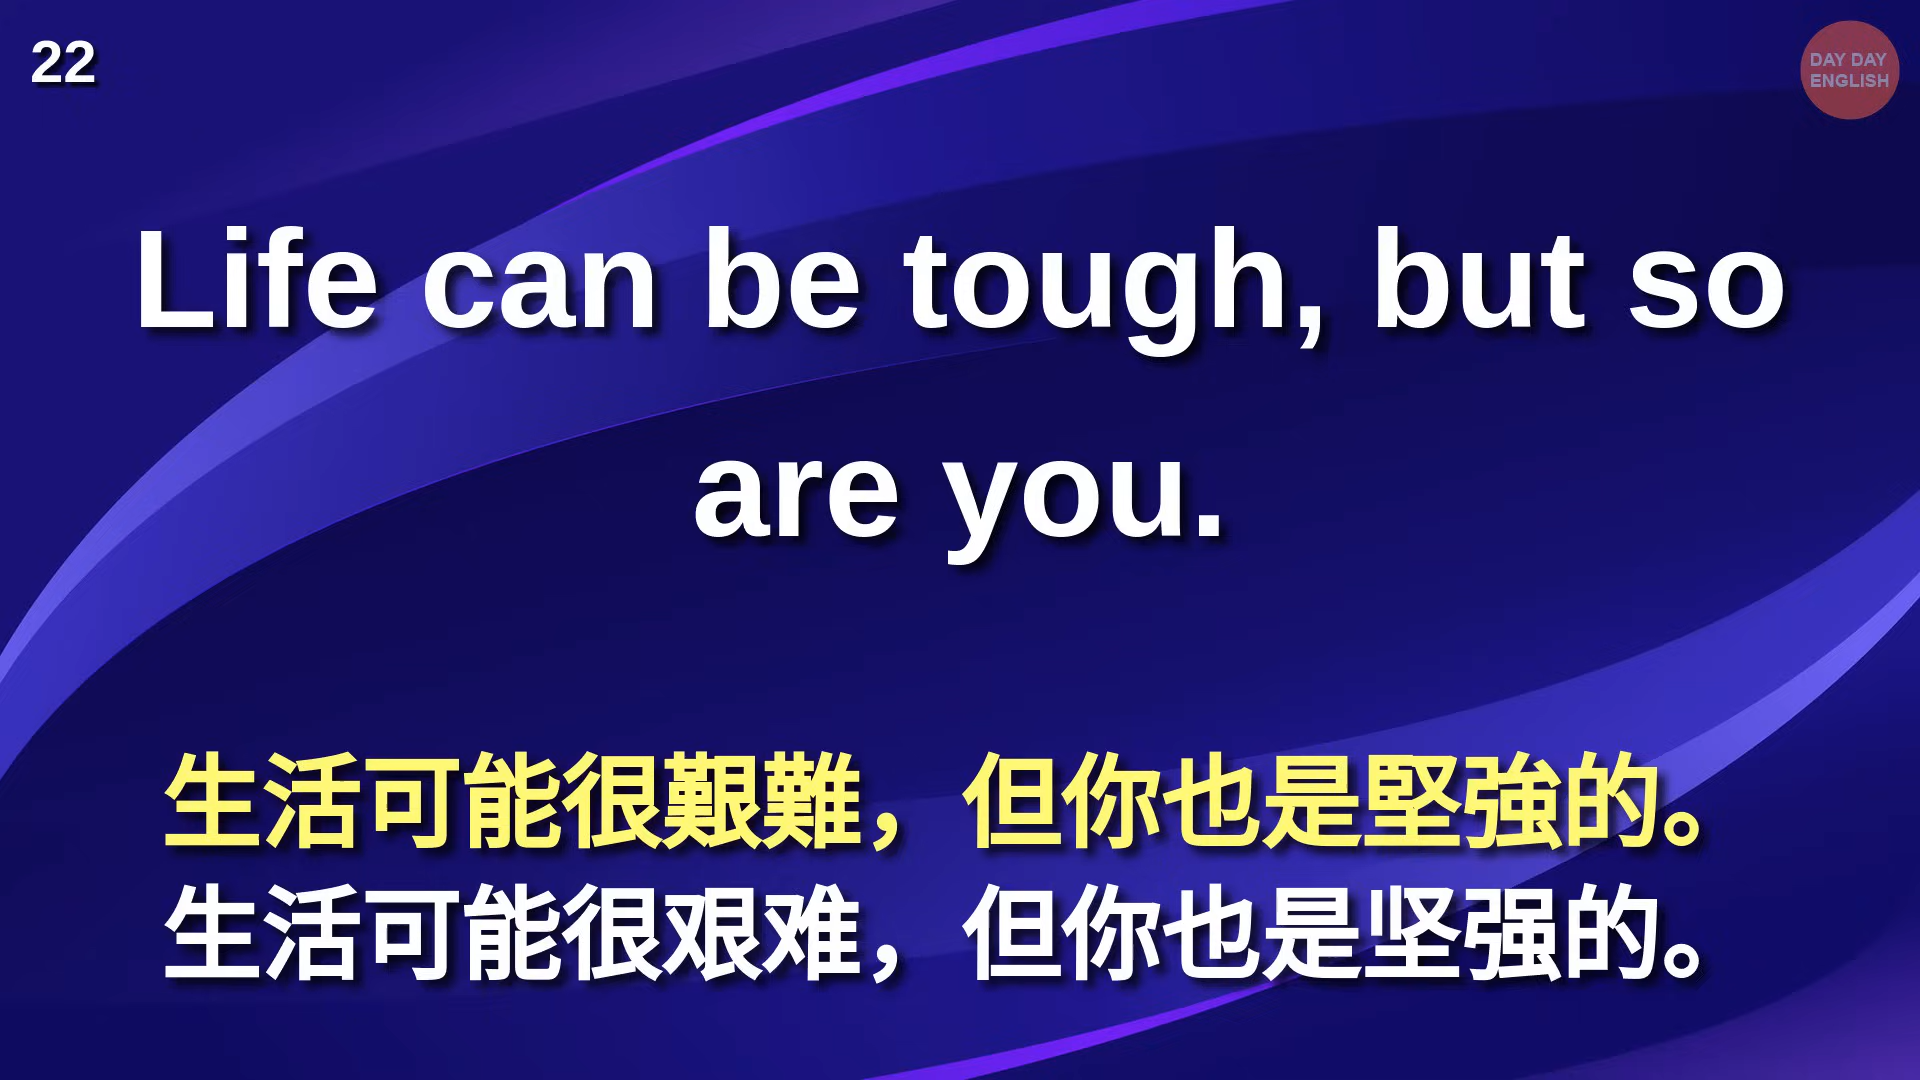 22
DAY DAY
ENGLISH
Life can be tough, but so
are you.
生活可能很艱難，但你也是堅強的。
生活可能很艰难，但你也是坚强的。